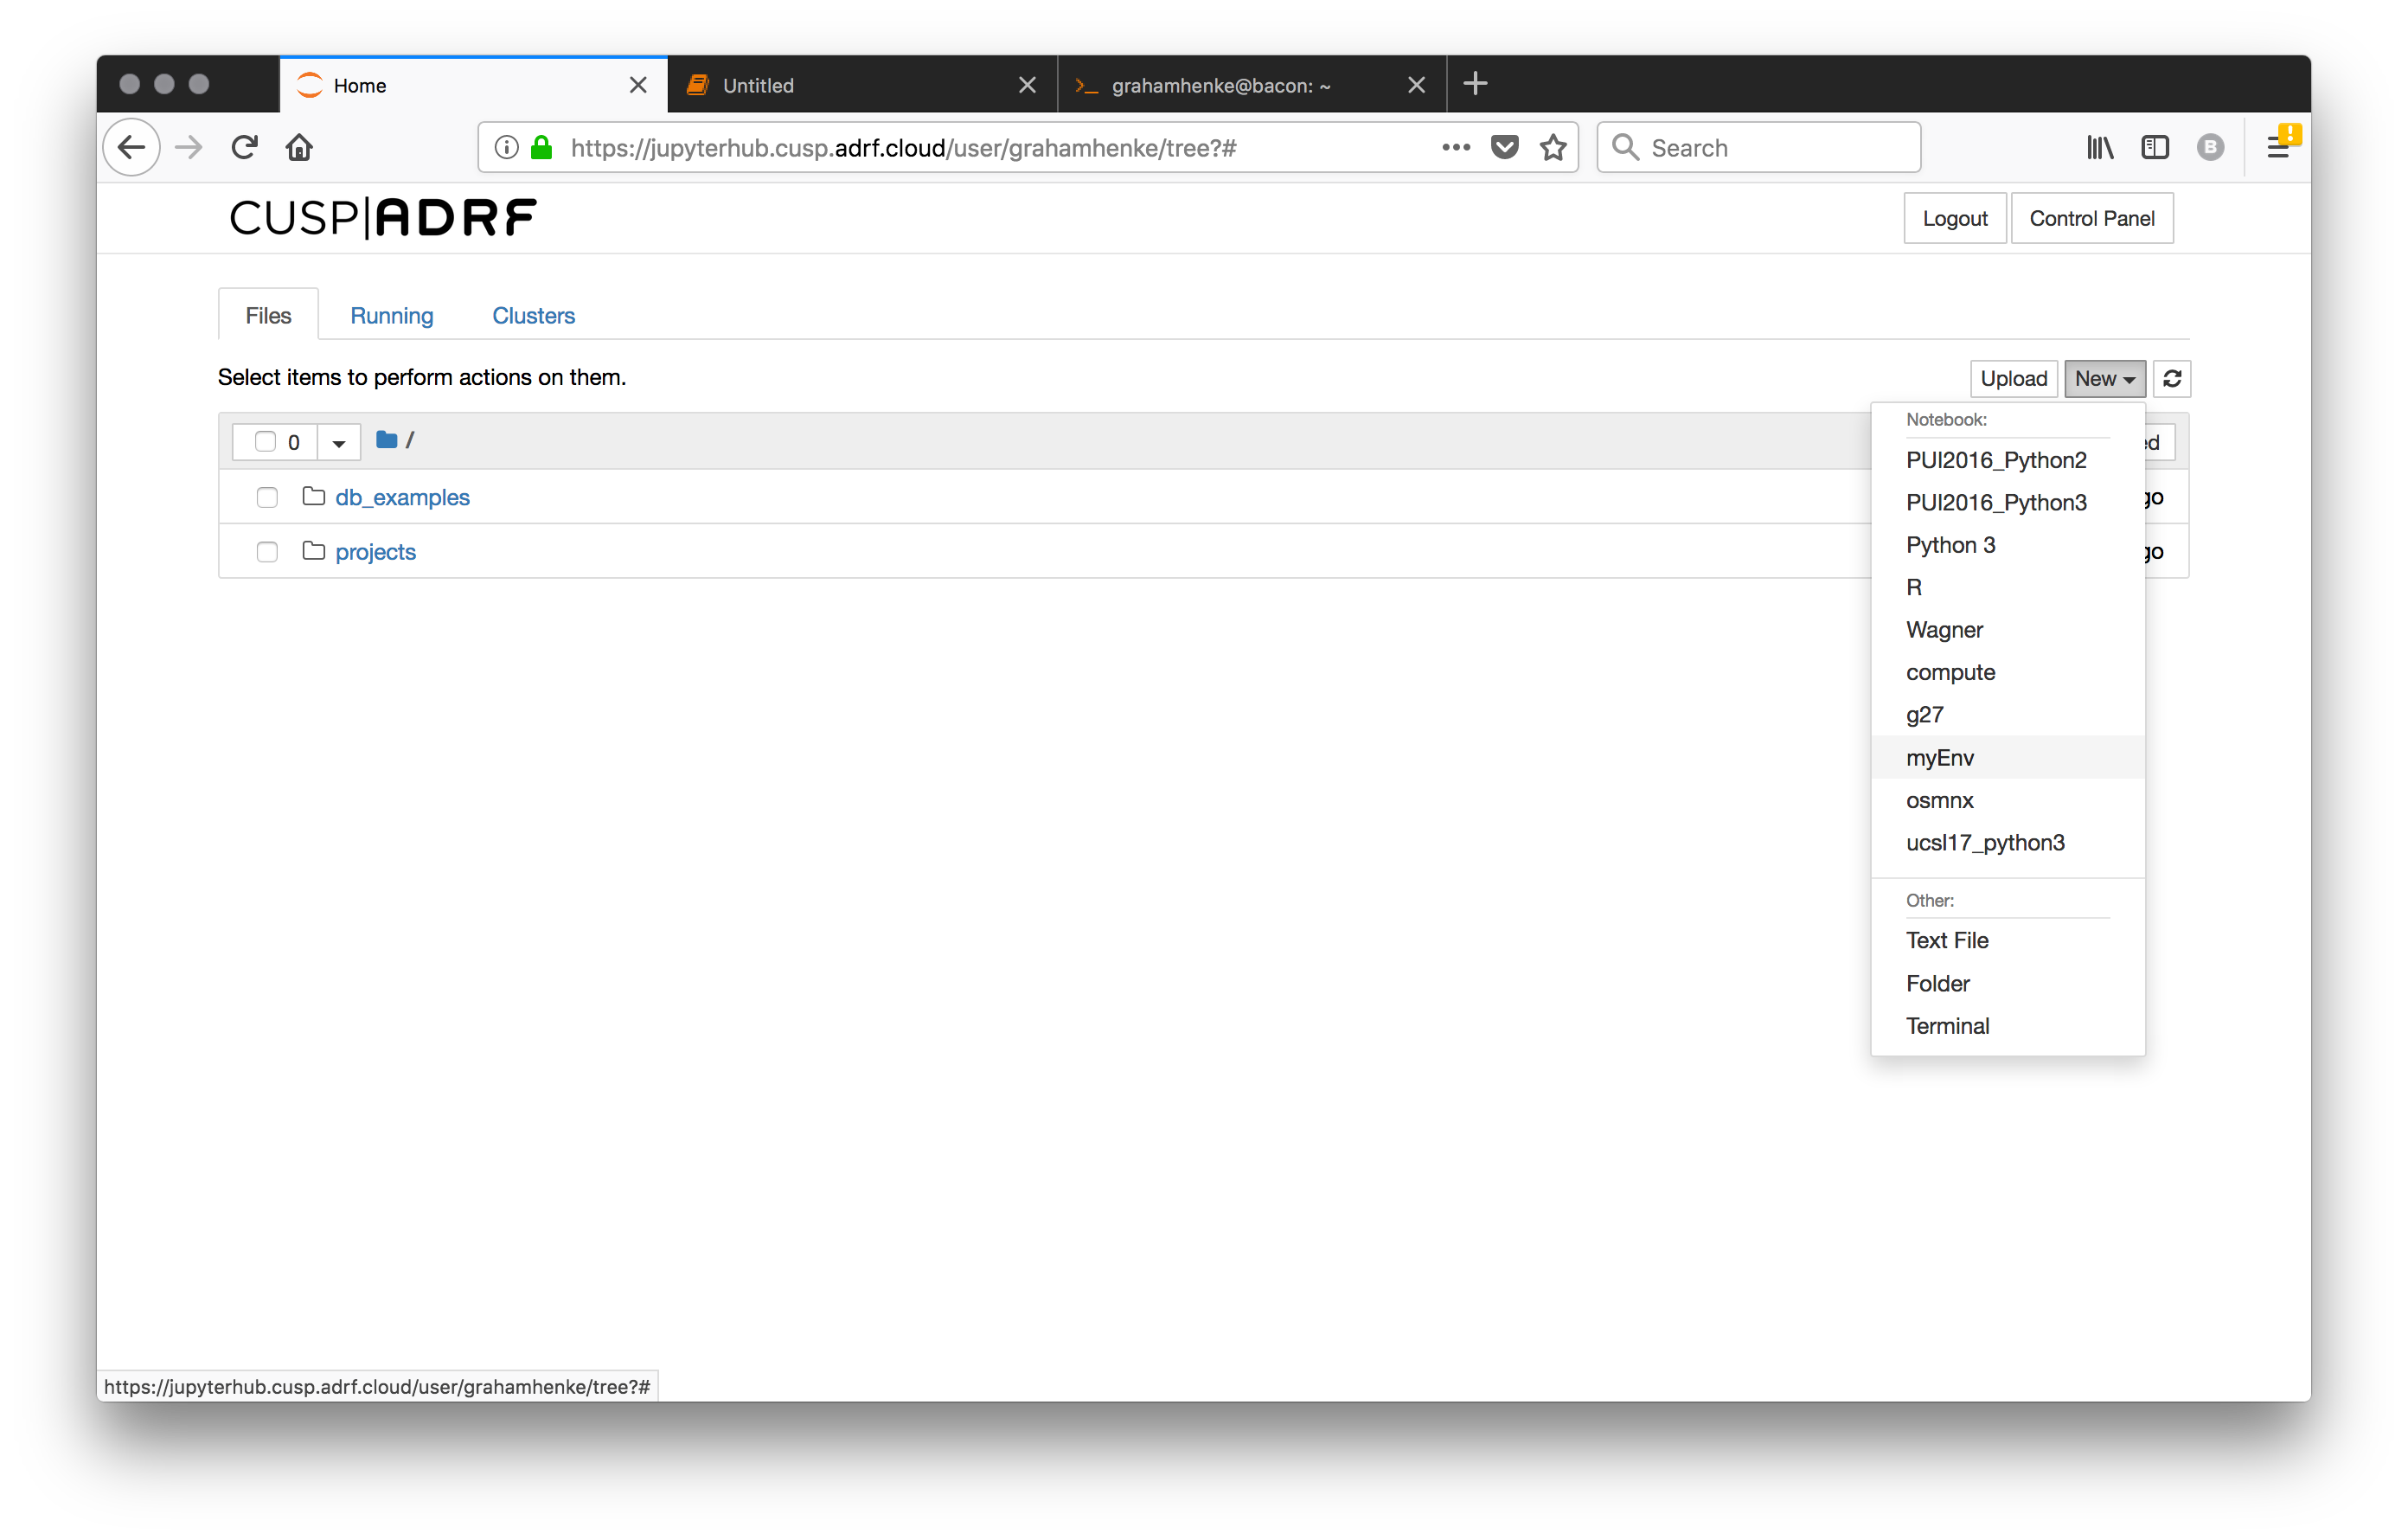 Home
Untitled
grahamhenke@bacon: ~
https://jupyterhub.cusp.adrf.cloud/user/grahamhenke/tree?#
Search
B
CUSP|ADRF
Logout
Control Panel
Files
Running
Clusters
Select items to perform actions on them.
Upload
New
0
/
db_examples
projects
Notebook:
PUI2016_Python2
PUI2016_Python3
Python 3
R
Wagner
compute
g27
myEnv
osmnx
ucsl17_python3
Other:
Text File
Folder
Terminal
https://jupyterhub.cusp.adrf.cloud/user/grahamhenke/tree?#